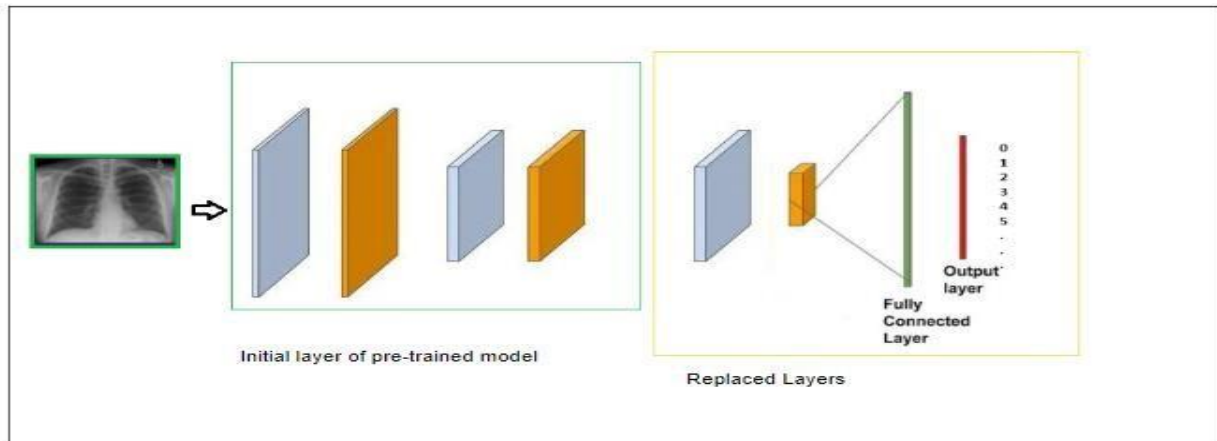 0
1
2
3
4
5
.
.
.
Output
layer
Fully
Connected
Layer
Initial layer of pre-trained model
Replaced Layers